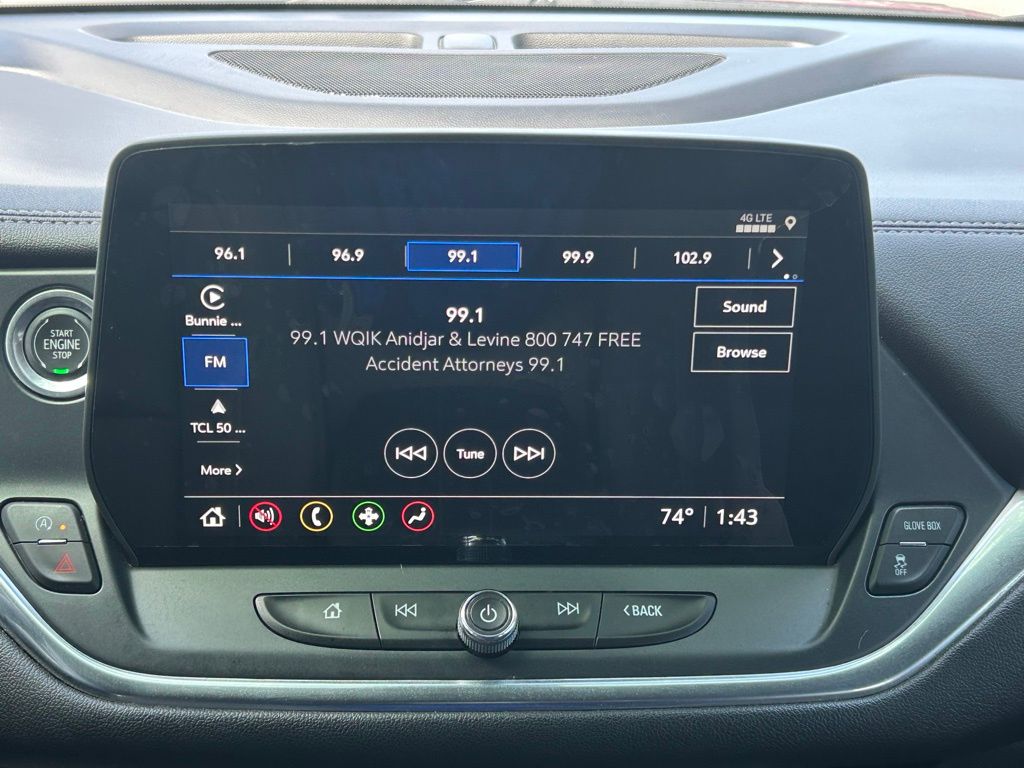 4G LTE
96.1
96.9
99.1
99.9
102.9
Bunnie ...
FM
TCL 50 ...
More
99.1
99.1 WQIK Anidjar & Levine 800 747 FREE
Accident Attorneys 99.1
Sound
Browse
Tune
74° 1:43
START
ENGINE
STOP
A
GLOVE BOX
OFF
BACK